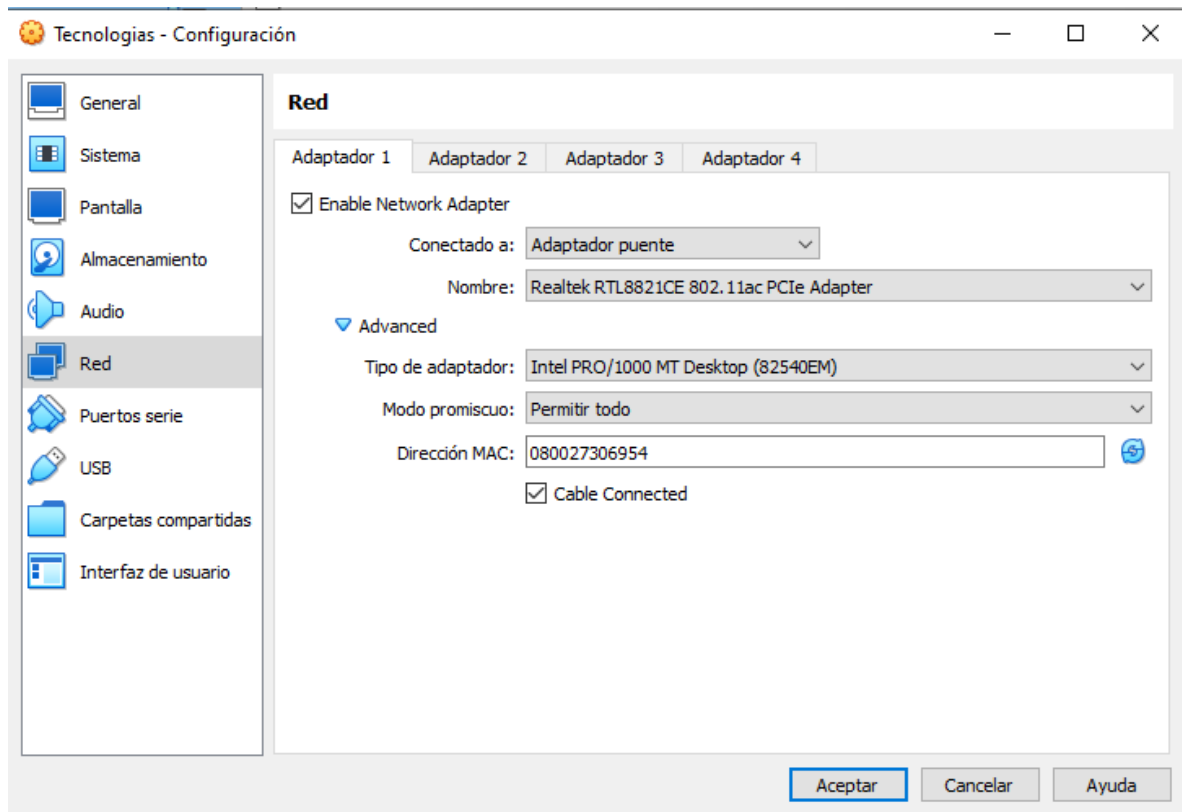 Tecnologias - Configuración
General
Sistema
Pantalla
Almacenamiento
Audio
Red
Puertos serie
USB
Carpetas compartidas
Interfaz de usuario
Red
Adaptador 1 Adaptador 2 Adaptador 3 Adaptador 4
Enable Network Adapter
Conectado a: Adaptador puente
Nombre: Realtek RTL8821CE 802.11ac PCIe Adapter
Advanced
Tipo de adaptador: Intel PRO/1000 MT Desktop (82540EM)
Modo promiscuo: Permitir todo
Dirección MAC: 080027306954
Cable Connected
Aceptar Cancelar Ayuda